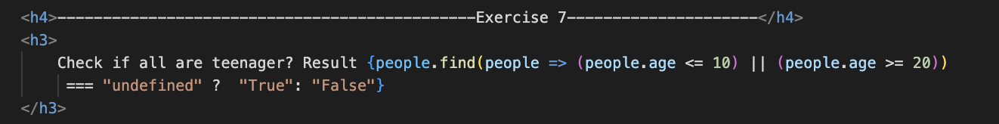 <h4>----------------------------------------------Exercise 7---------------------</h4>
<h3>
Check if all are teenager? Result {people.find(people => (people.age <= 10) || (people.age >= 20))
=== "undefined" ?  "True": "False"}
</h3>